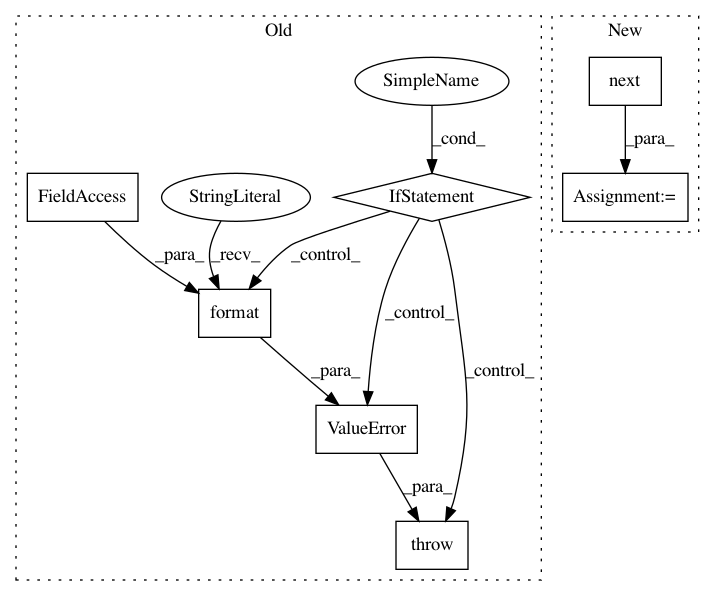 Old
New
SimpleName
next
_cond_
_para_
FieldAccess
StringLiteral
IfStatement
Assignment:=
_para_
_recv_
_control_
format
_control_
_control_
_para_
ValueError
_para_
throw